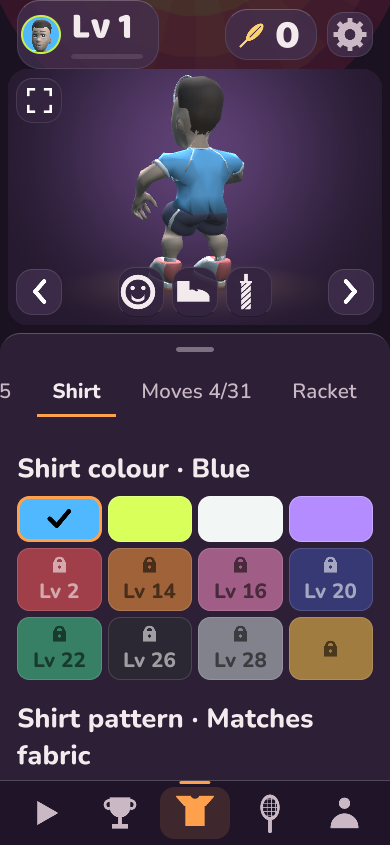 Lv 1
0
5
Shirt
Moves 4/31
Racket
Shirt colour · Blue
Lv 2
Lv 14
Lv 16
Lv 20
Lv 22
Lv 26
Lv 28
Shirt pattern · Matches
fabric